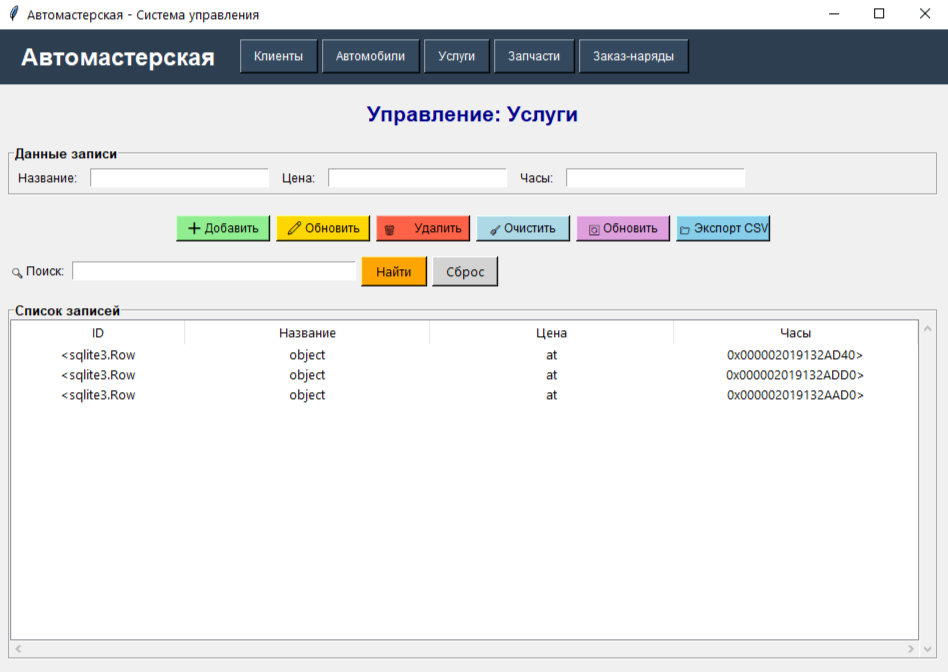 Автомастерская - Система управления
Автомастерская Клиенты Автомобили Услуги Запчасти Заказ-наряды
Управление: Услуги
Данные записи
Название: Цена: Часы:
Добавить Обновить Удалить Очистить Обновить Экспорт CSV
Поиск: Найти Сброс
Список записей
ID Название Цена Часы
<sqlite3.Row object at 0x000002019132AD40>
<sqlite3.Row object at 0x000002019132ADD0>
<sqlite3.Row object at 0x000002019132AAD0>